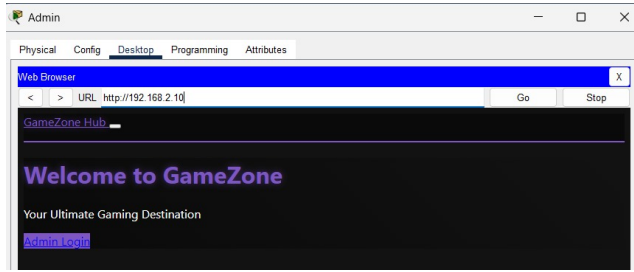 Admin
Physical Config Desktop Programming Attributes
Web Browser X
< > URL http://192.168.2.10 Go Stop
GameZone Hub
Welcome to GameZone
Your Ultimate Gaming Destination
Admin Login